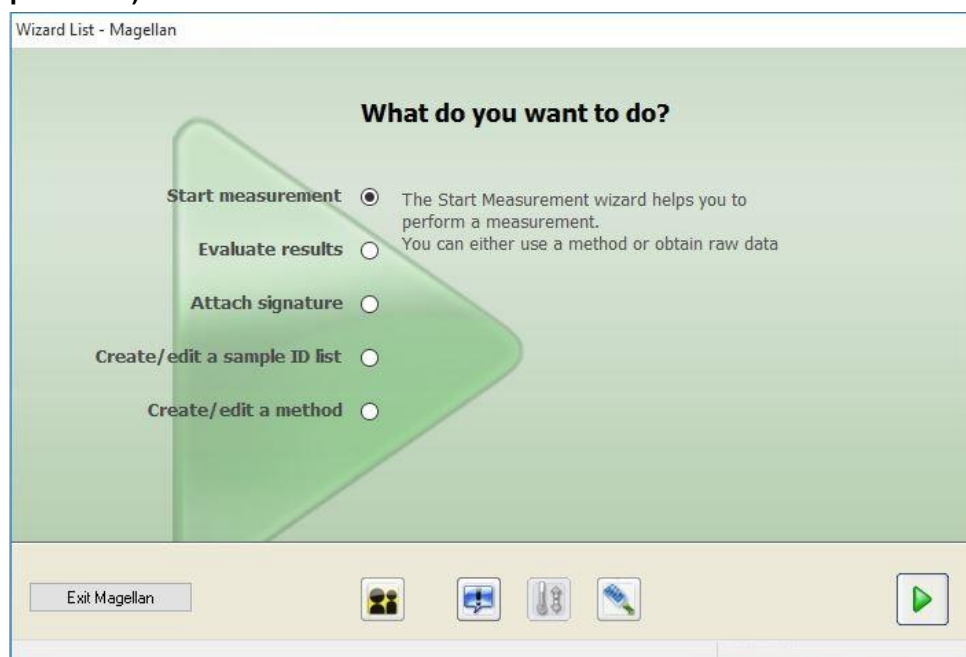 Wizard List - Magellan
What do you want to do?
Start measurement
The Start Measurement wizard helps you to
perform a measurement.
You can either use a method or obtain raw data
Evaluate results
Attach signature
Create/edit a sample ID list
Create/edit a method
Exit Magellan